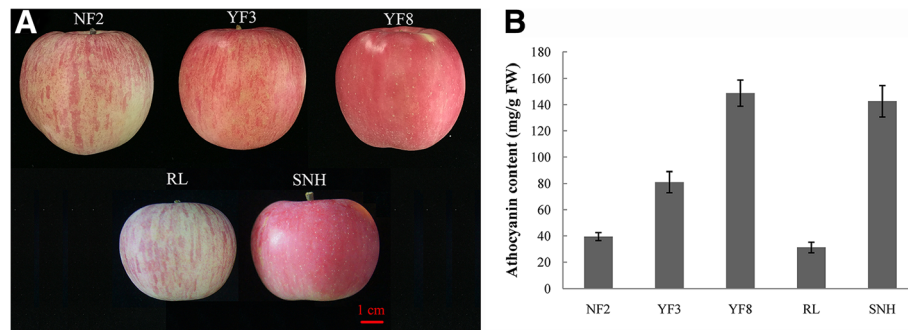 A
NF2 YF3 YF8
RL SNH
1 cm
B
Athocyanin content (mg/g FW)
180
160
140
120
100
80
60
40
20
0
NF2 YF3 YF8 RL SNH